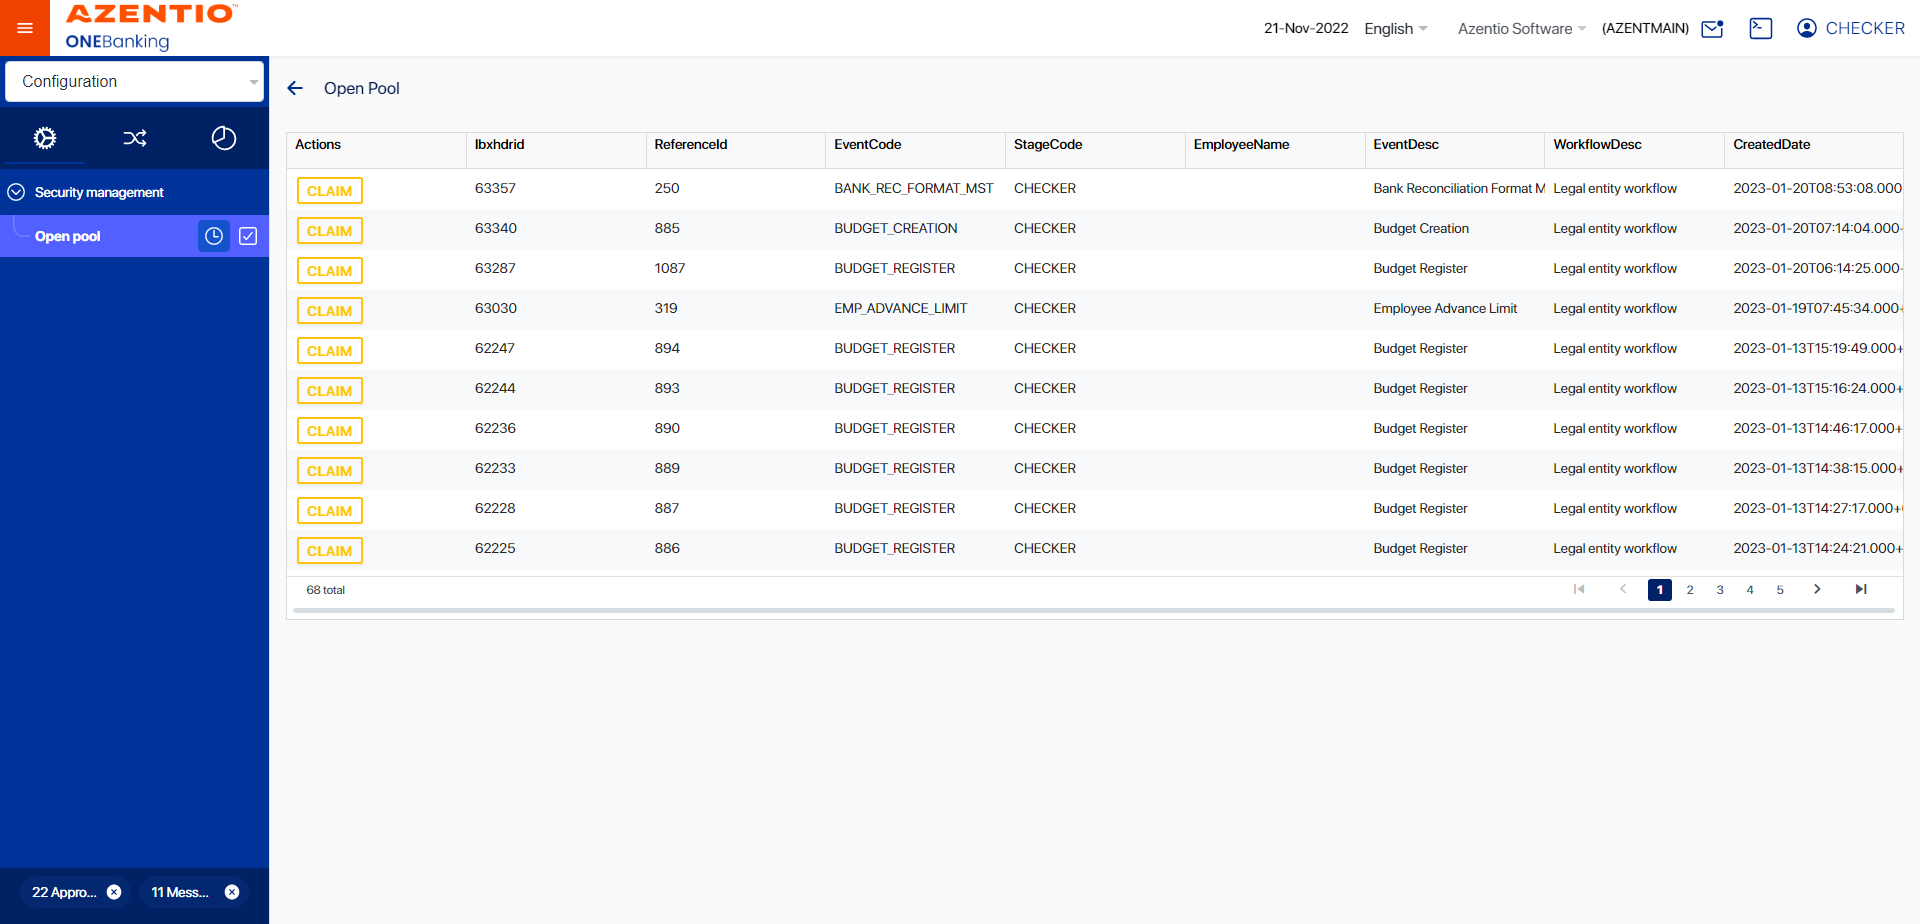 AZENTIO™
ONEBanking
21-Nov-2022 English Azentio Software (AZENTMAIN) CHECKER
Configuration
Security management
Open pool
22 Appro... 11 Mess...
Open Pool
Actions Ibxhdrid ReferenceId EventCode StageCode EmployeeName EventDesc WorkflowDesc CreatedDate
CLAIM 63357 250 BANK_REC_FORMAT_MST CHECKER Bank Reconciliation Format M Legal entity workflow 2023-01-20T08:53:08.000
CLAIM 63340 885 BUDGET_CREATION CHECKER Budget Creation Legal entity workflow 2023-01-20T07:14:04.000
CLAIM 63287 1087 BUDGET_REGISTER CHECKER Budget Register Legal entity workflow 2023-01-20T06:14:25.000
CLAIM 63030 319 EMP_ADVANCE_LIMIT CHECKER Employee Advance Limit Legal entity workflow 2023-01-19T07:45:34.000+
CLAIM 62247 894 BUDGET_REGISTER CHECKER Budget Register Legal entity workflow 2023-01-13T15:19:49.000+
CLAIM 62244 893 BUDGET_REGISTER CHECKER Budget Register Legal entity workflow 2023-01-13T15:16:24.000+
CLAIM 62236 890 BUDGET_REGISTER CHECKER Budget Register Legal entity workflow 2023-01-13T14:46:17.000+
CLAIM 62233 889 BUDGET_REGISTER CHECKER Budget Register Legal entity workflow 2023-01-13T14:38:15.000+
CLAIM 62228 887 BUDGET_REGISTER CHECKER Budget Register Legal entity workflow 2023-01-13T14:27:17.000+
CLAIM 62225 886 BUDGET_REGISTER CHECKER Budget Register Legal entity workflow 2023-01-13T14:24:21.000+
68 total 1 2 3 4 5